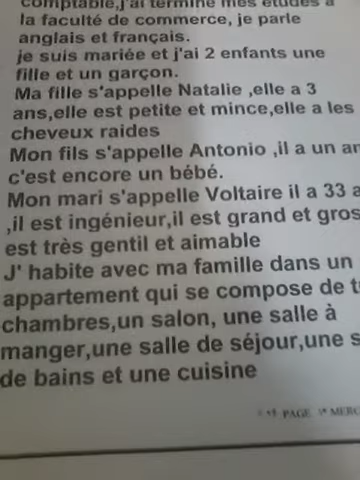 comptable,j'ai terminé mes études à
la faculté de commerce, je parle
anglais et français.
je suis mariée et j'ai 2 enfants une
fille et un garçon.
Ma fille s'appelle Natalie ,elle a 3
ans,elle est petite et mince,elle a les
cheveux raides
Mon fils s'appelle Antonio ,il a un an
c'est encore un bébé.
Mon mari s'appelle Voltaire il a 33 a
,il est ingénieur,il est grand et gros
est très gentil et aimable
J' habite avec ma famille dans un
appartement qui se compose de
chambres,un salon, une salle à
manger,une salle de séjour,une s
de bains et une cuisine
PAGE MERC